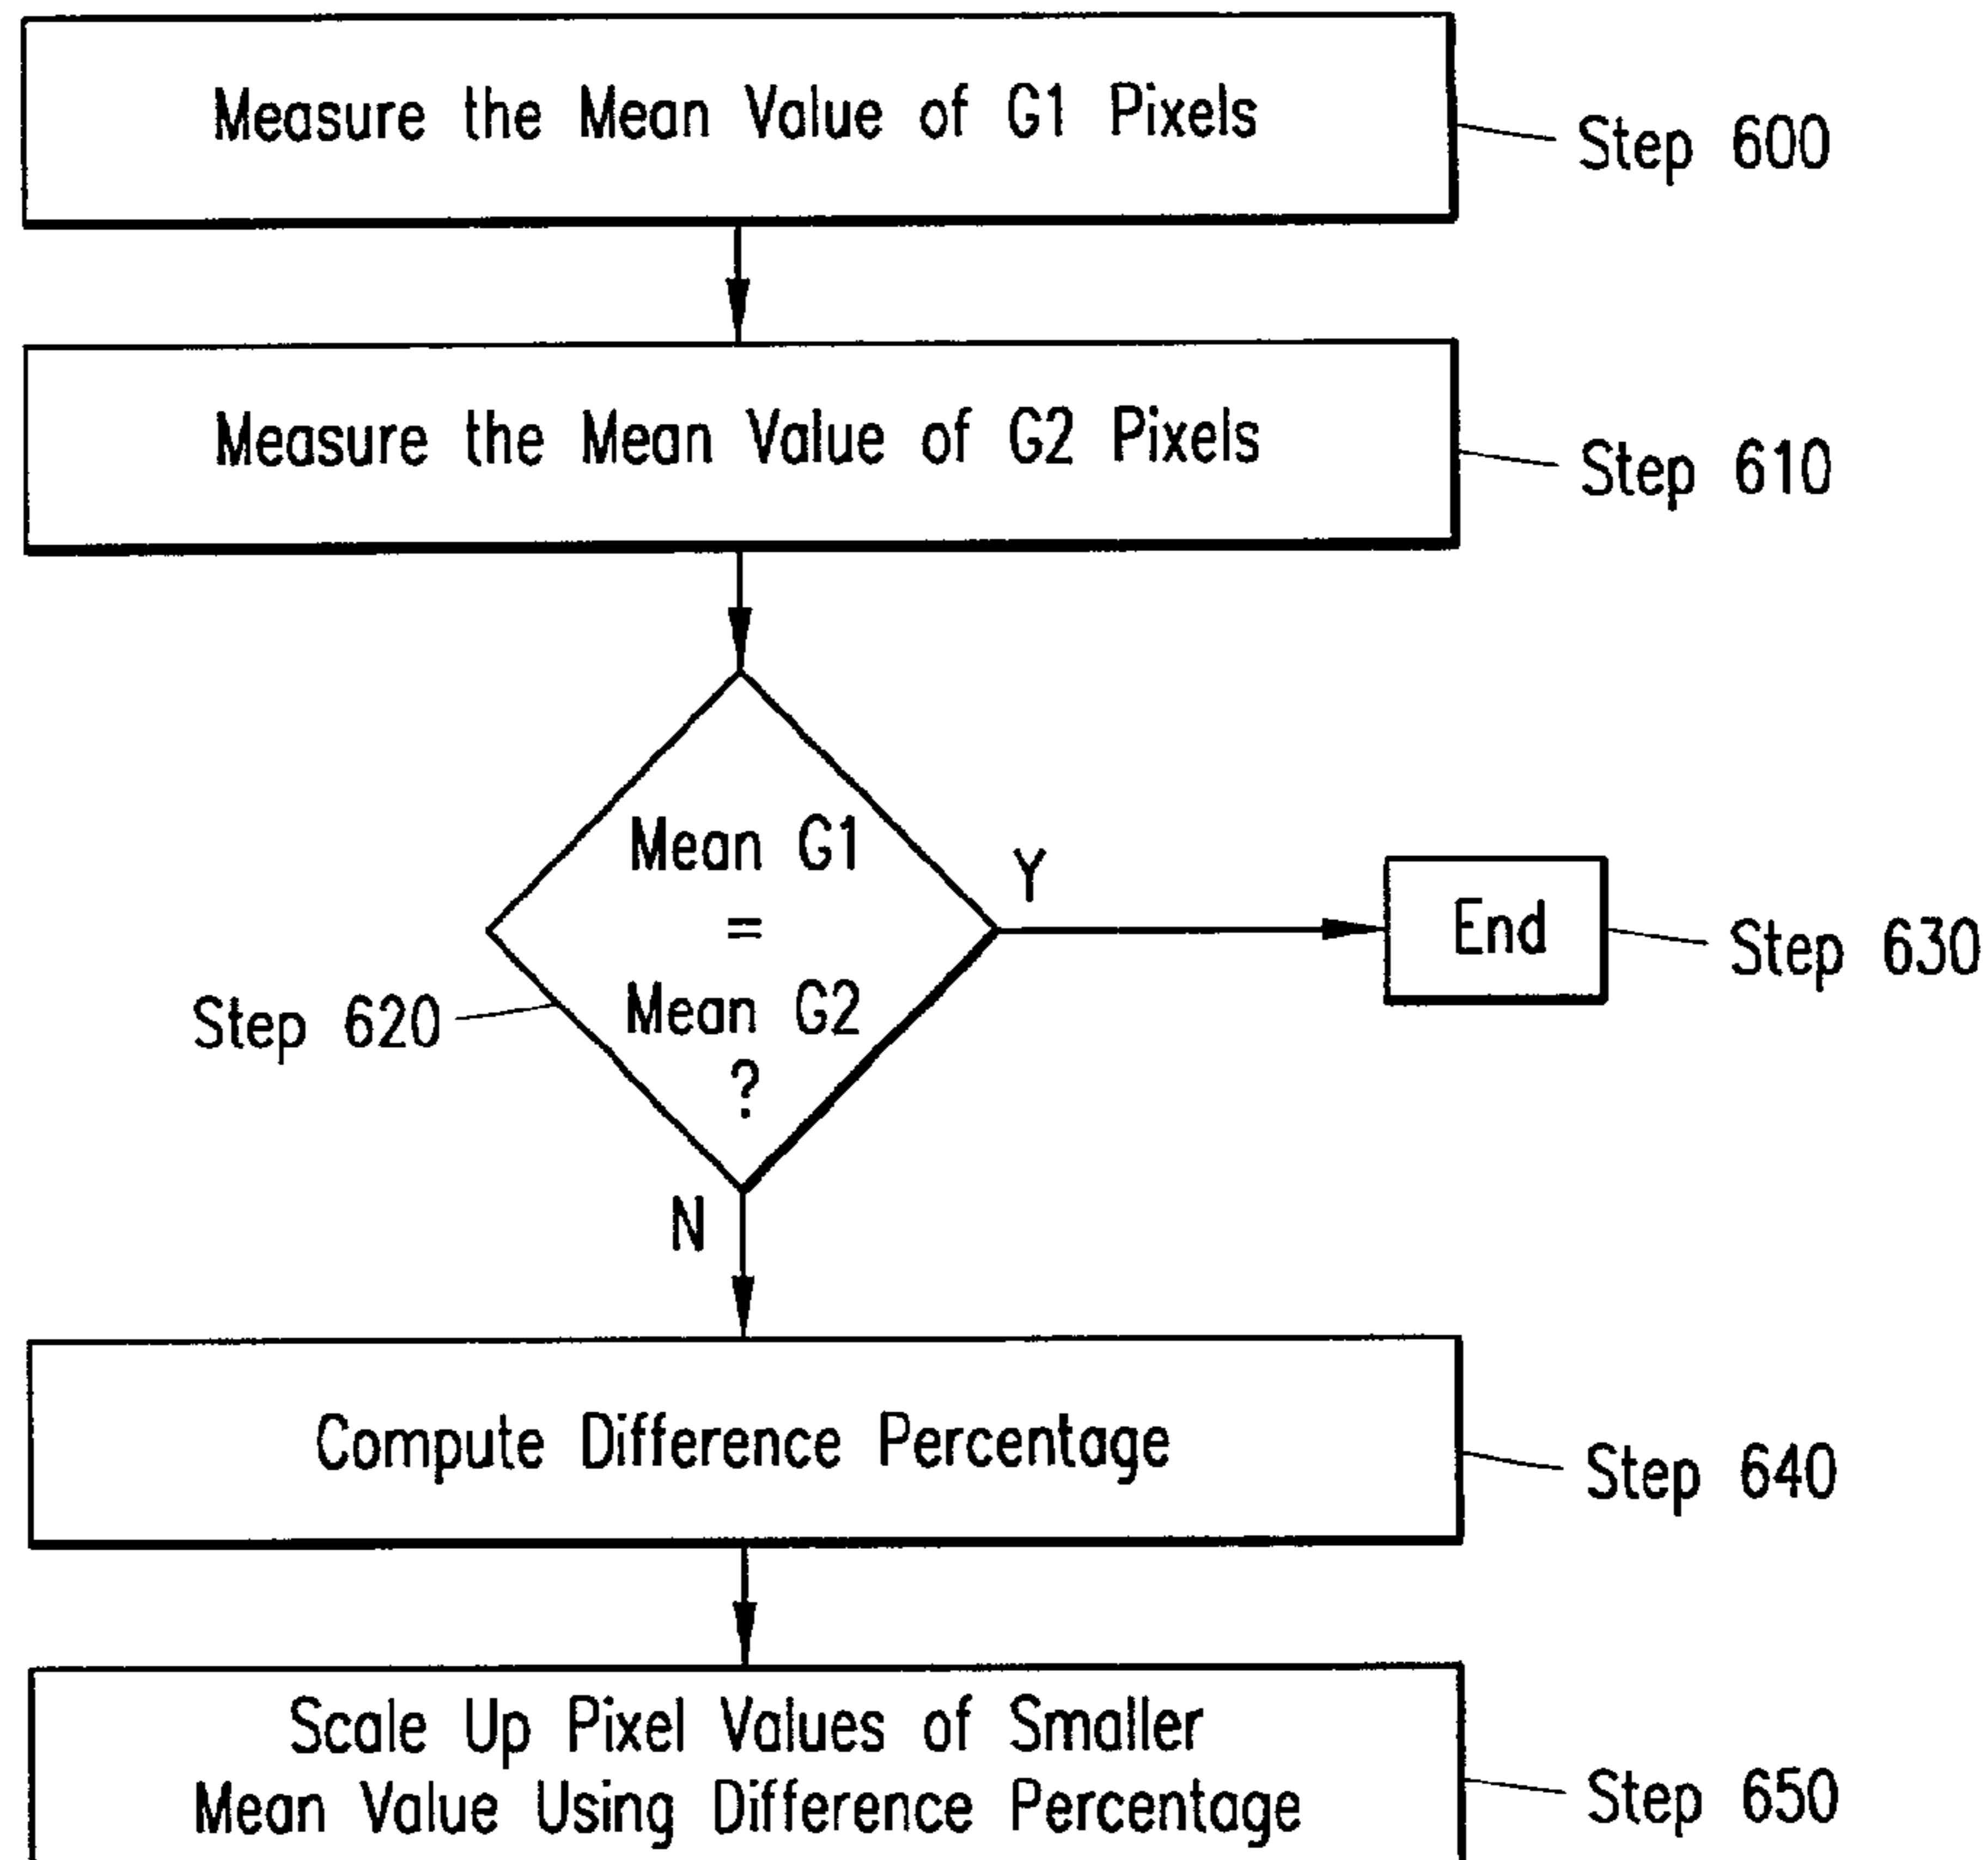 Measure the Mean Value of G1 Pixels
Step 600
Measure the Mean Value of G2 Pixels
Step 610
Mean G1
=
Mean G2
?
Step 620
Y
End
Step 630
N
Compute Difference Percentage
Step 640
Scale Up Pixel Values of Smaller
Mean Value Using Difference Percentage
Step 650